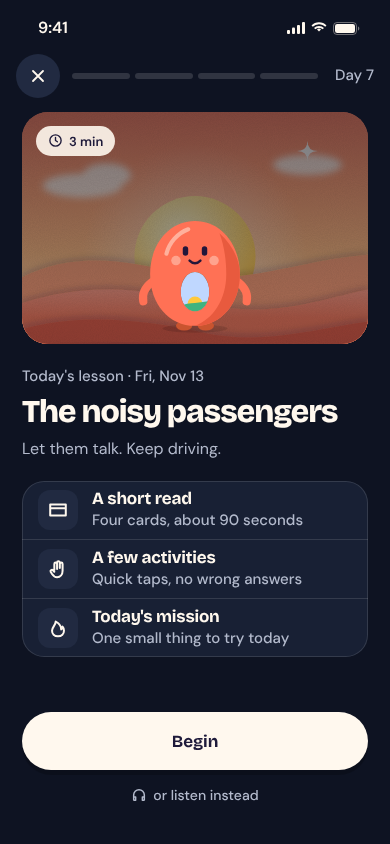 9:41
Day 7
3 min
Today's lesson · Fri, Nov 13
The noisy passengers
Let them talk. Keep driving.
A short read
Four cards, about 90 seconds
A few activities
Quick taps, no wrong answers
Today's mission
One small thing to try today
Begin
or listen instead